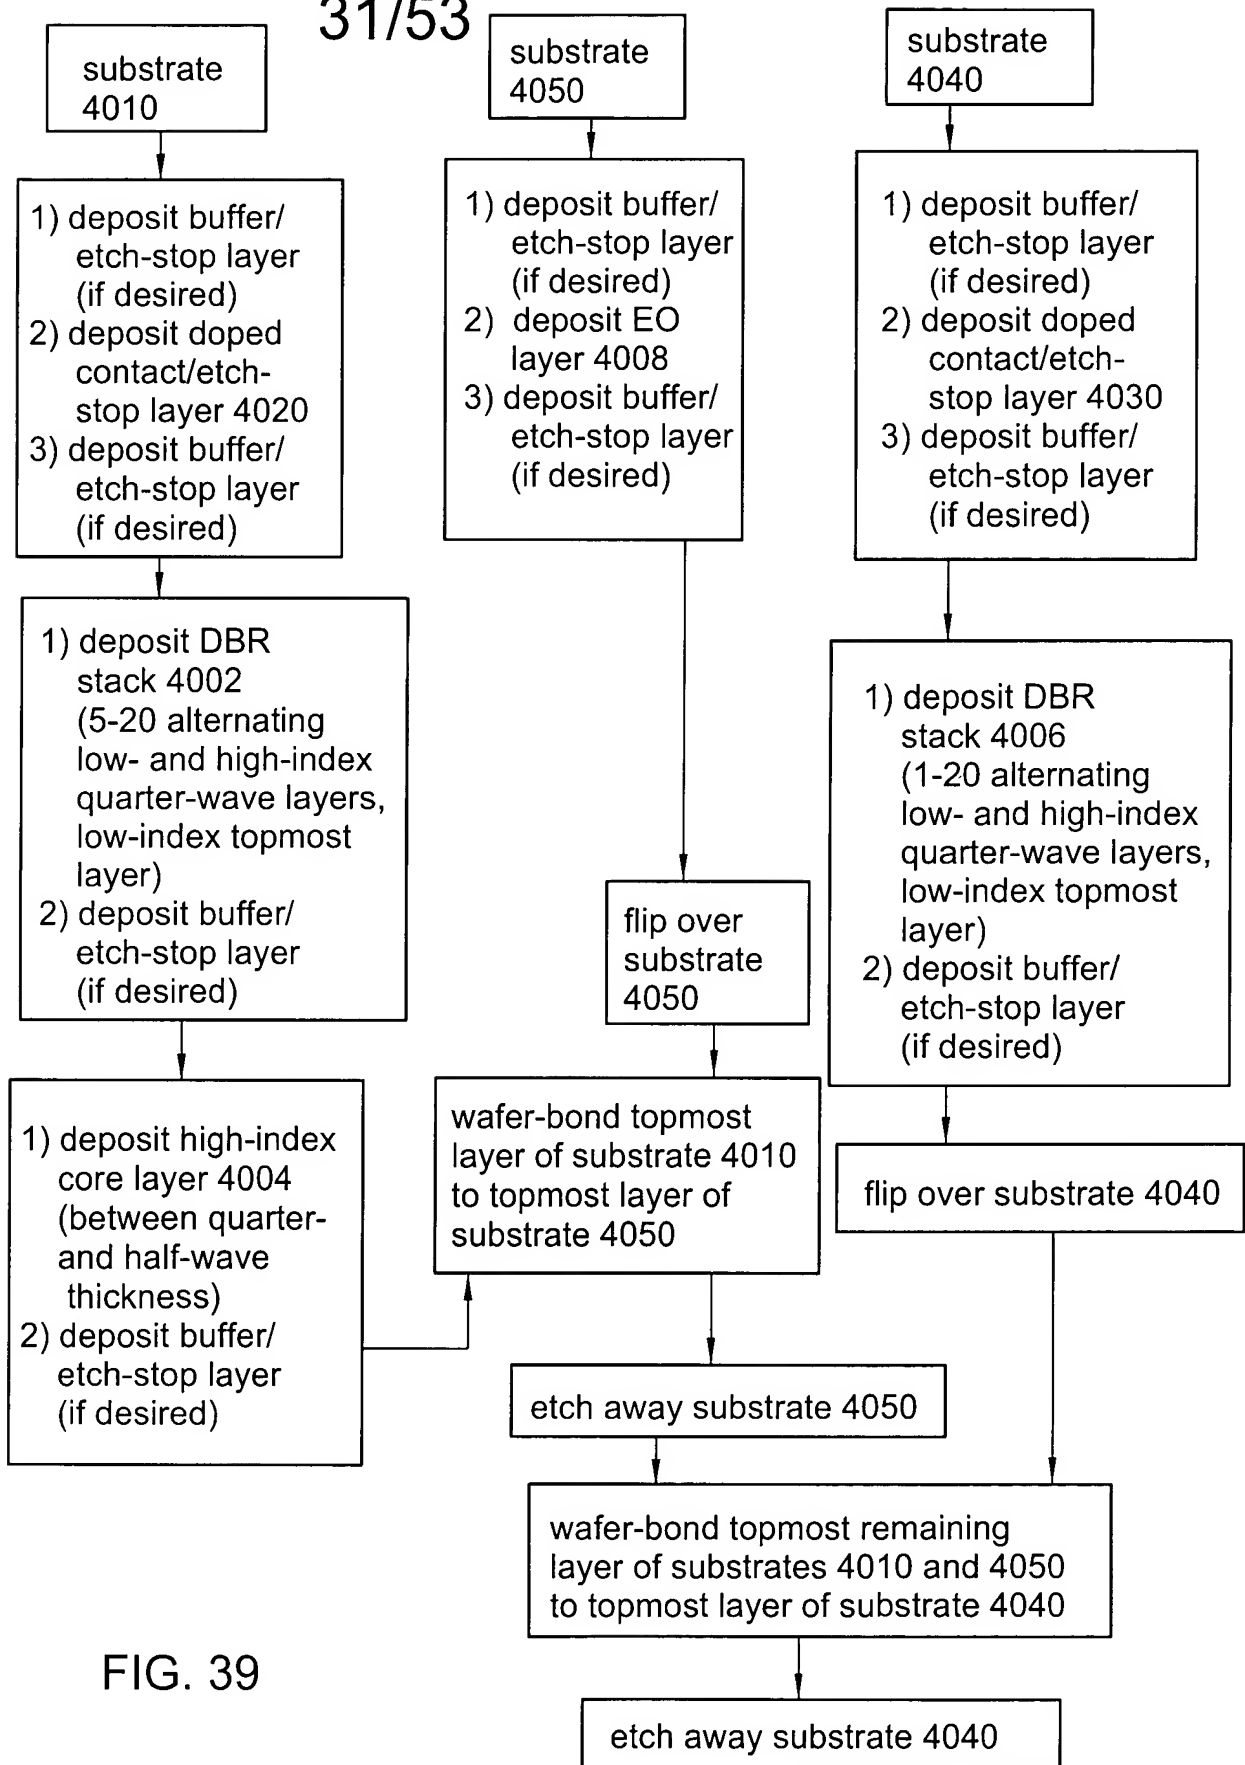 31/53
substrate
4010
1) deposit buffer/
etch-stop layer
(if desired)
2) deposit doped
contact/etch-
stop layer 4020
3) deposit buffer/
etch-stop layer
(if desired)
1) deposit DBR
stack 4002
(5-20 alternating
low- and high-index
quarter-wave layers,
low-index topmost
layer)
2) deposit buffer/
etch-stop layer
(if desired)
1) deposit high-index
core layer 4004
(between quarter-
and half-wave
thickness)
2) deposit buffer/
etch-stop layer
(if desired)
substrate
4050
1) deposit buffer/
etch-stop layer
(if desired)
2) deposit EO
layer 4008
3) deposit buffer/
etch-stop layer
(if desired)
flip over
substrate
4050
wafer-bond topmost
layer of substrate 4010
to topmost layer of
substrate 4050
etch away substrate 4050
substrate
4040
1) deposit buffer/
etch-stop layer
(if desired)
2) deposit doped
contact/etch-
stop layer 4030
3) deposit buffer/
etch-stop layer
(if desired)
1) deposit DBR
stack 4006
(1-20 alternating
low- and high-index
quarter-wave layers,
low-index topmost
layer)
2) deposit buffer/
etch-stop layer
(if desired)
flip over substrate 4040
wafer-bond topmost remaining
layer of substrates 4010 and 4050
to topmost layer of substrate 4040
etch away substrate 4040
FIG. 39